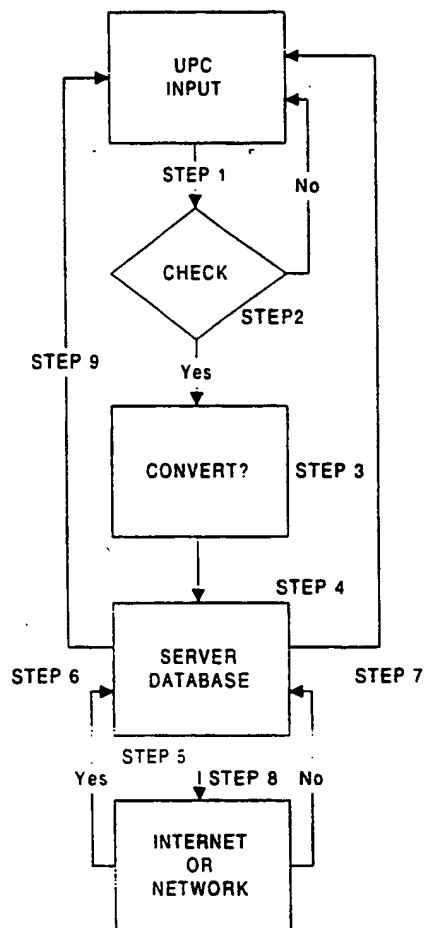 UPC
INPUT
STEP 1
No
CHECK
STEP2
STEP 9
Yes
CONVERT?
STEP 3
STEP 4
SERVER
DATABASE
STEP 6
STEP 7
STEP 5
Yes
STEP 8
No
INTERNET
OR
NETWORK